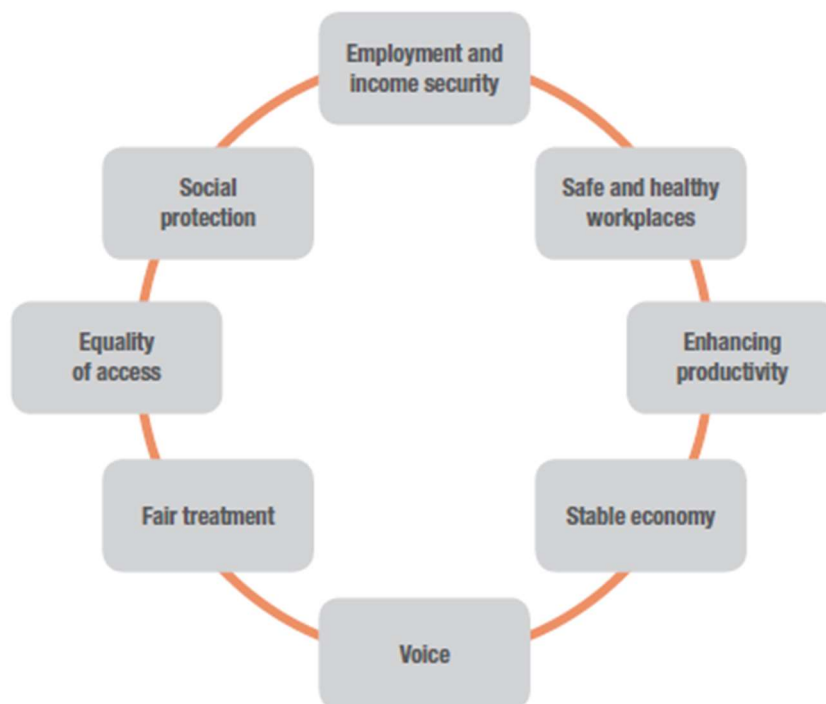 Employment and
income security
Social
protection
Safe and healthy
workplaces
Equality
of access
Enhancing
productivity
Fair treatment
Stable economy
Voice